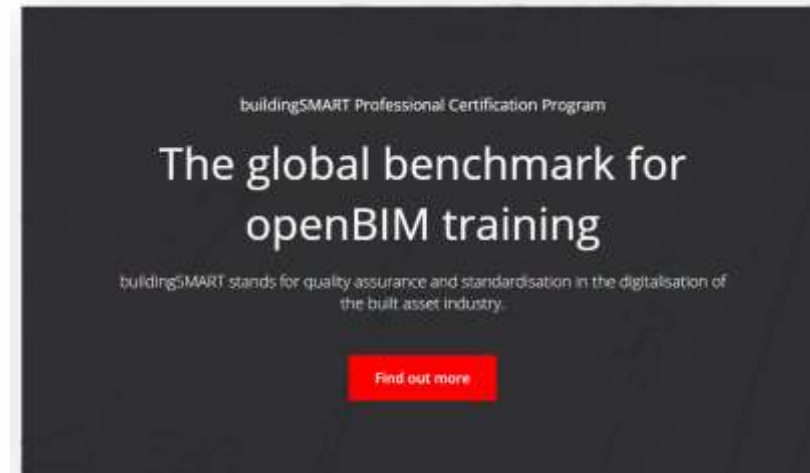 buildingSMART Professional Certification Program
The global benchmark for
openBIM training
buildingSMART stands for quality assurance and standardisation in the digitalisation of
the built asset industry.
Find out more